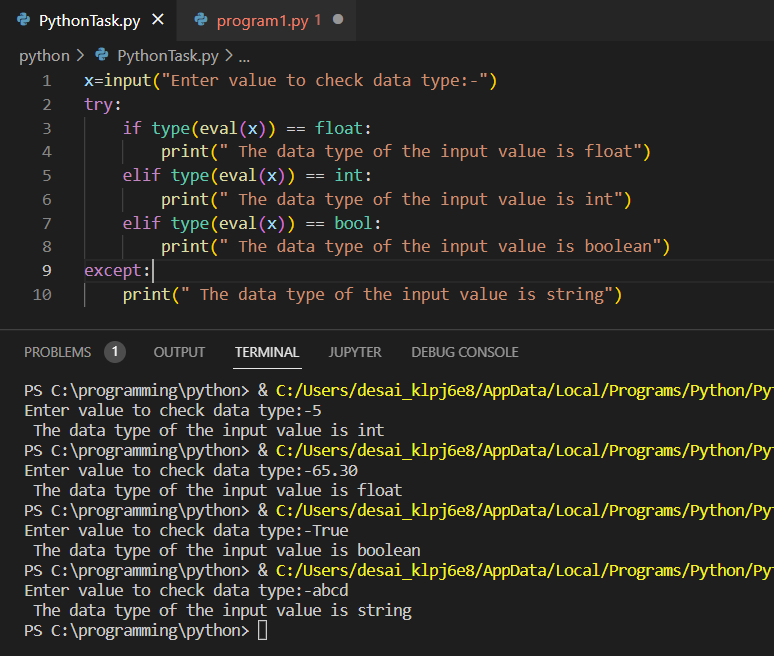 PythonTask.py × program1.py 1 ●
python > PythonTask.py > ...
1 x=input("Enter value to check data type:-")
2 try:
3 if type(eval(x)) == float:
4 print(" The data type of the input value is float")
5 elif type(eval(x)) == int:
6 print(" The data type of the input value is int")
7 elif type(eval(x)) == bool:
8 print(" The data type of the input value is boolean")
9 except:
10 print(" The data type of the input value is string")
PROBLEMS 1 OUTPUT TERMINAL JUPYTER DEBUG CONSOLE
PS C:\programming\python> & C:/Users/desai_klpj6e8/AppData/Local/Programs/Python/Py
Enter value to check data type:-5
The data type of the input value is int
PS C:\programming\python> & C:/Users/desai_klpj6e8/AppData/Local/Programs/Python/Py
Enter value to check data type:-65.30
The data type of the input value is float
PS C:\programming\python> & C:/Users/desai_klpj6e8/AppData/Local/Programs/Python/Py
Enter value to check data type:-True
The data type of the input value is boolean
PS C:\programming\python> & C:/Users/desai_klpj6e8/AppData/Local/Programs/Python/Py
Enter value to check data type:-abcd
The data type of the input value is string
PS C:\programming\python>